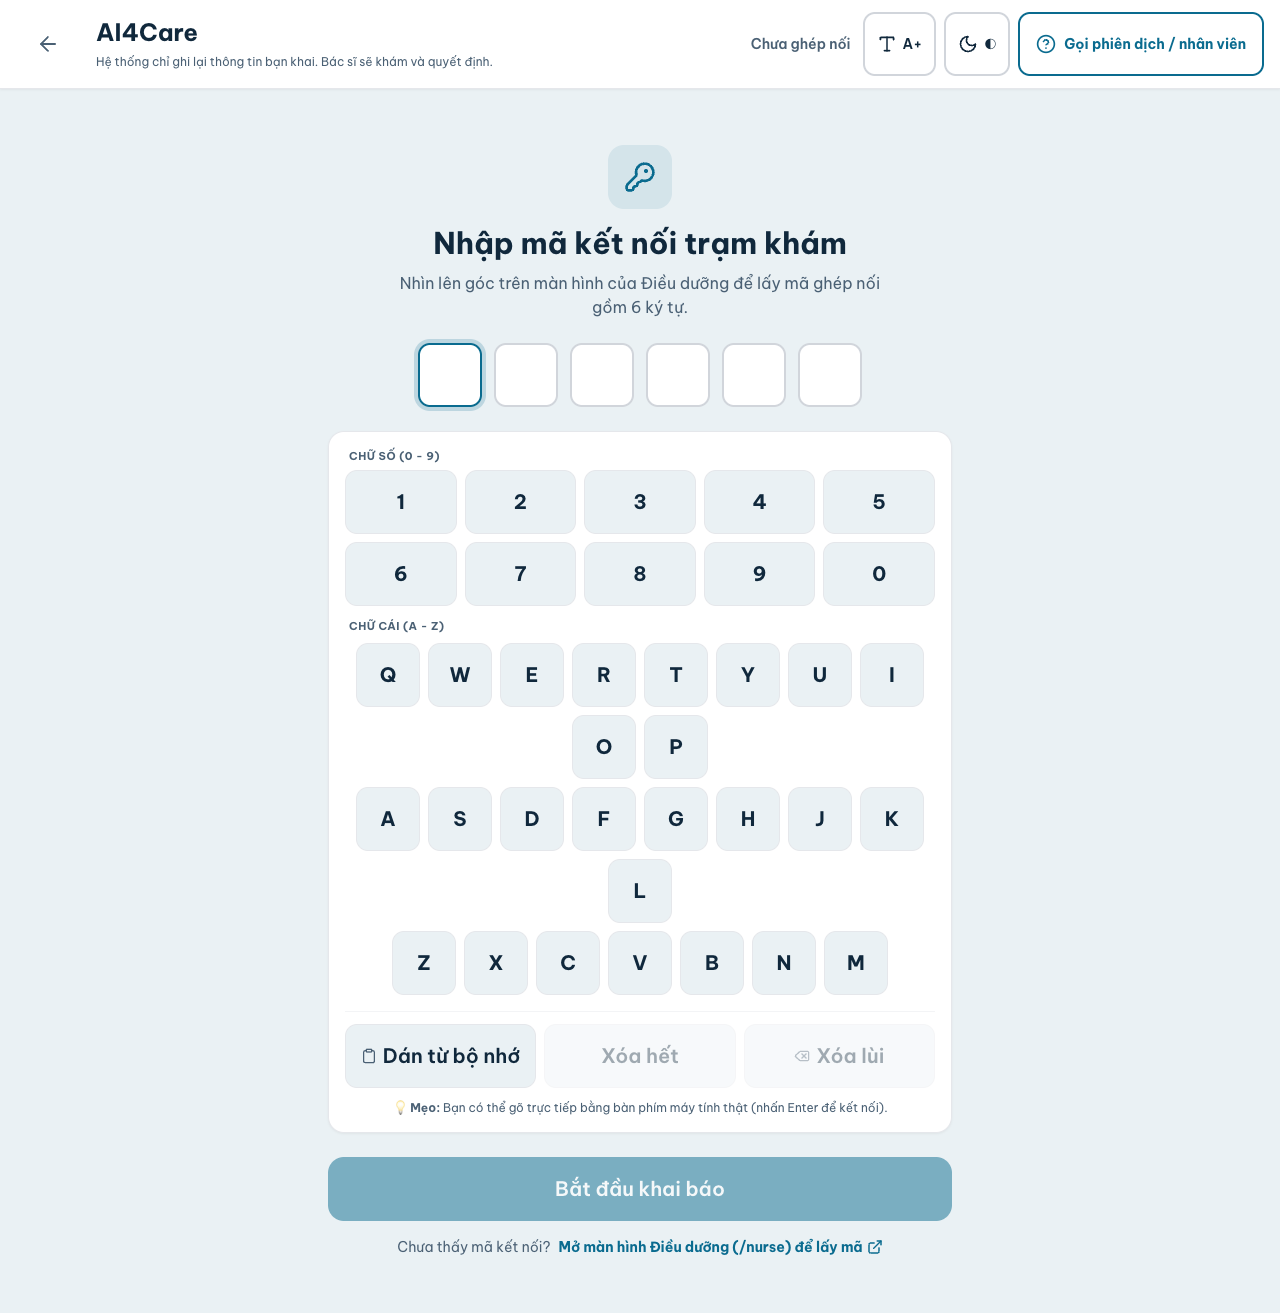 AI4Care
Hệ thống chỉ ghi lại thông tin bạn khai. Bác sĩ sẽ khám và quyết định.
Chưa ghép nối
A+
Gọi phiên dịch / nhân viên
Nhập mã kết nối trạm khám
Nhìn lên góc trên màn hình của Điều dưỡng để lấy mã ghép nối
gồm 6 ký tự.
CHỮ SỐ (0 - 9)
1 2 3 4 5
6 7 8 9 0
CHỮ CÁI (A - Z)
Q W E R T Y U I
O P
A S D F G H J K
L
Z X C V B N M
Dán từ bộ nhớ
Xóa hết
Xóa lùi
💡 Mẹo: Bạn có thể gõ trực tiếp bằng bàn phím máy tính thật (nhấn Enter để kết nối).
Bắt đầu khai báo
Chưa thấy mã kết nối? Mở màn hình Điều dưỡng (/nurse) để lấy mã